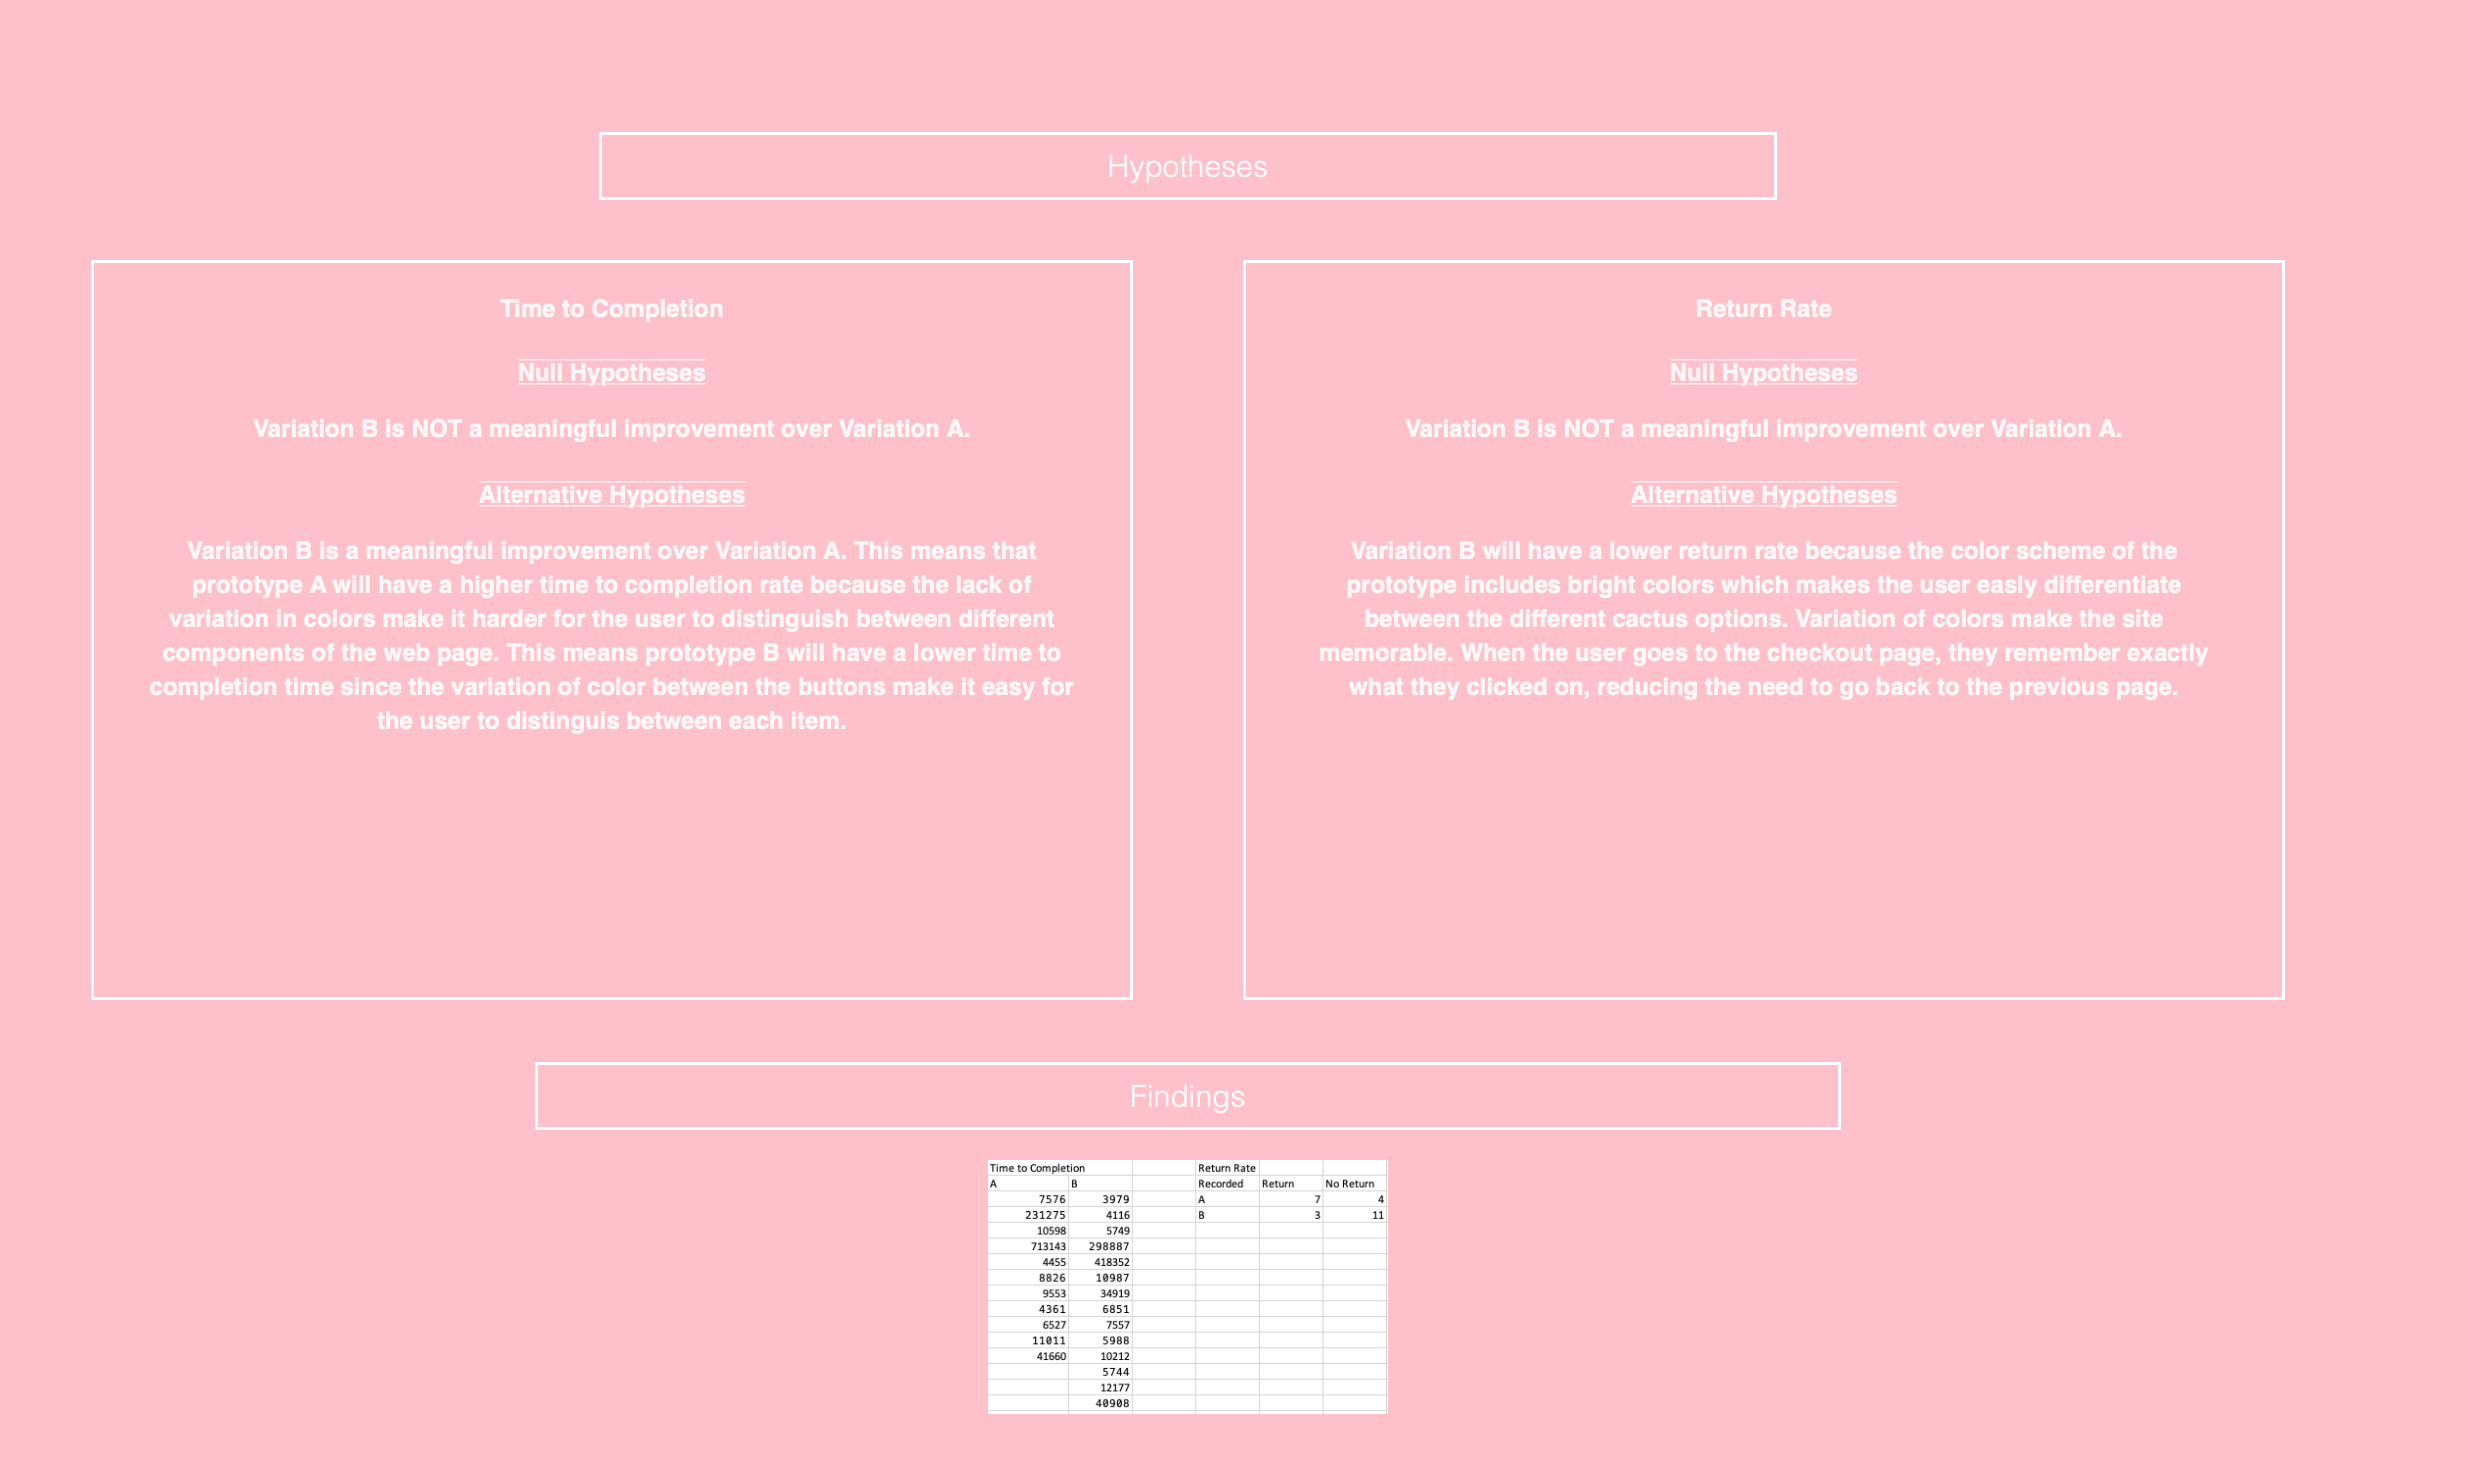 Hypotheses
Time to Completion
Null Hypotheses
Variation B is NOT a meaningful improvement over Variation A.
Alternative Hypotheses
Variation B is a meaningful improvement over Variation A. This means that
prototype A will have a higher time to completion rate because the lack of
variation in colors make it harder for the user to distinguish between different
components of the web page. This means prototype B will have a lower time to
completion time since the variation of color between the buttons make it easy for
the user to distinguis between each item.
Return Rate
Null Hypotheses
Variation B is NOT a meaningful improvement over Variation A.
Alternative Hypotheses
Variation B will have a lower return rate because the color scheme of the
prototype includes bright colors which makes the user easly differentiate
between the different cactus options. Variation of colors make the site
memorable. When the user goes to the checkout page, they remember exactly
what they clicked on, reducing the need to go back to the previous page.
Findings
Time to Completion Return Rate
A B Recorded Return No Return
7576 3979 A 7 4
231275 4116 B 3 11
10598 5749
713143 298887
4455 418352
8826 10987
9553 34919
4361 6851
6527 7557
11011 5988
41660 10212
5744
12177
40908